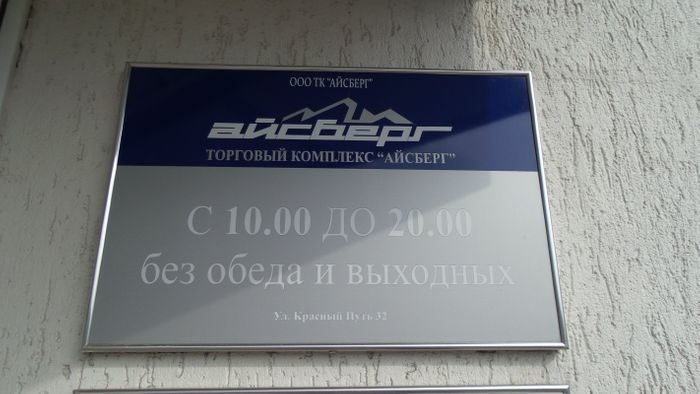 ООО ТК "АЙСБЕРГ"
айсберг
ТОРГОВЫЙ КОМПЛЕКС "АЙСБЕРГ"
С 10.00 ДО 20.00
без обеда и выходных
Ул. Красный Путь 32